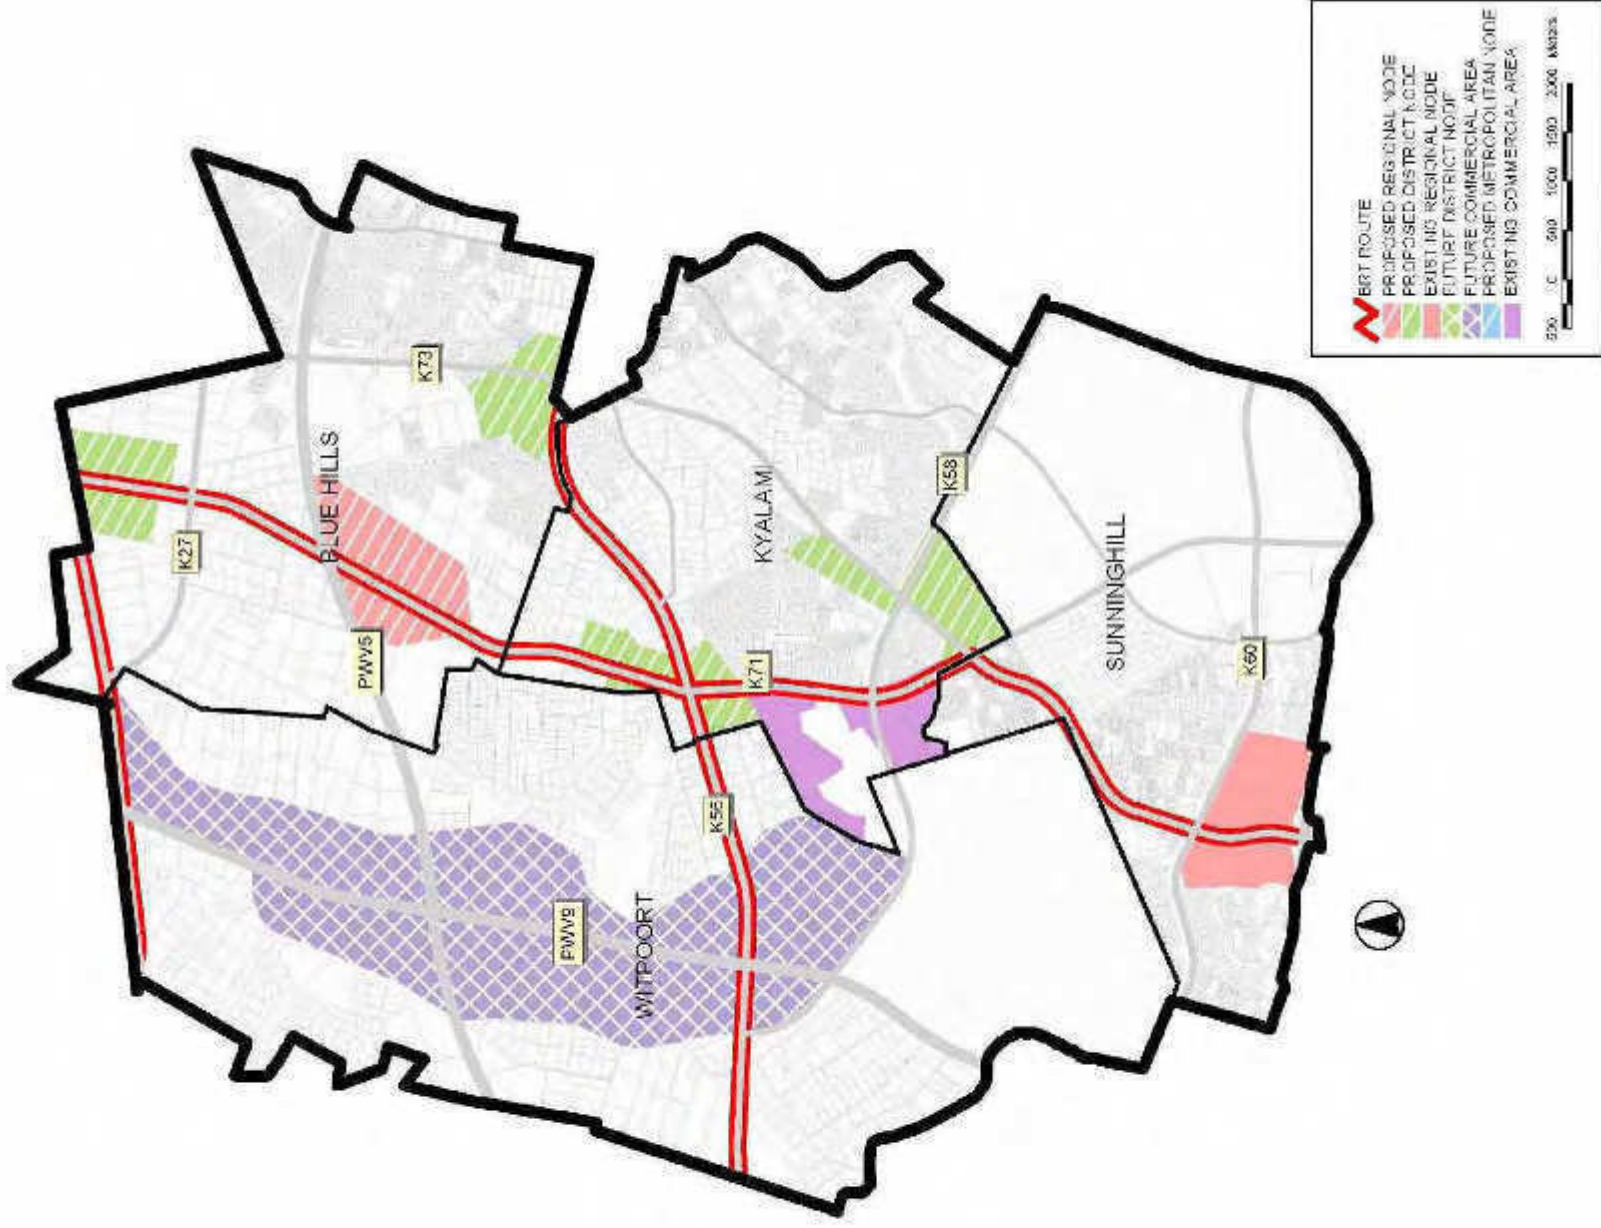 BLUE HILLS
K27
K73
PWV5
KYALAMI
K58
K71
K56
WITPOORT
PWV9
SUNNINGHILL
K60
BRT ROUTE
PROPOSED REGIONAL NODE
PROPOSED DISTRICT NODE
EXISTING REGIONAL NODE
FUTURE DISTRICT NODE
FUTURE COMMERCIAL AREA
PROPOSED METROPOLITAN NODE
EXISTING COMMERCIAL AREA
500 0 500 1000 1500 2000 Meters